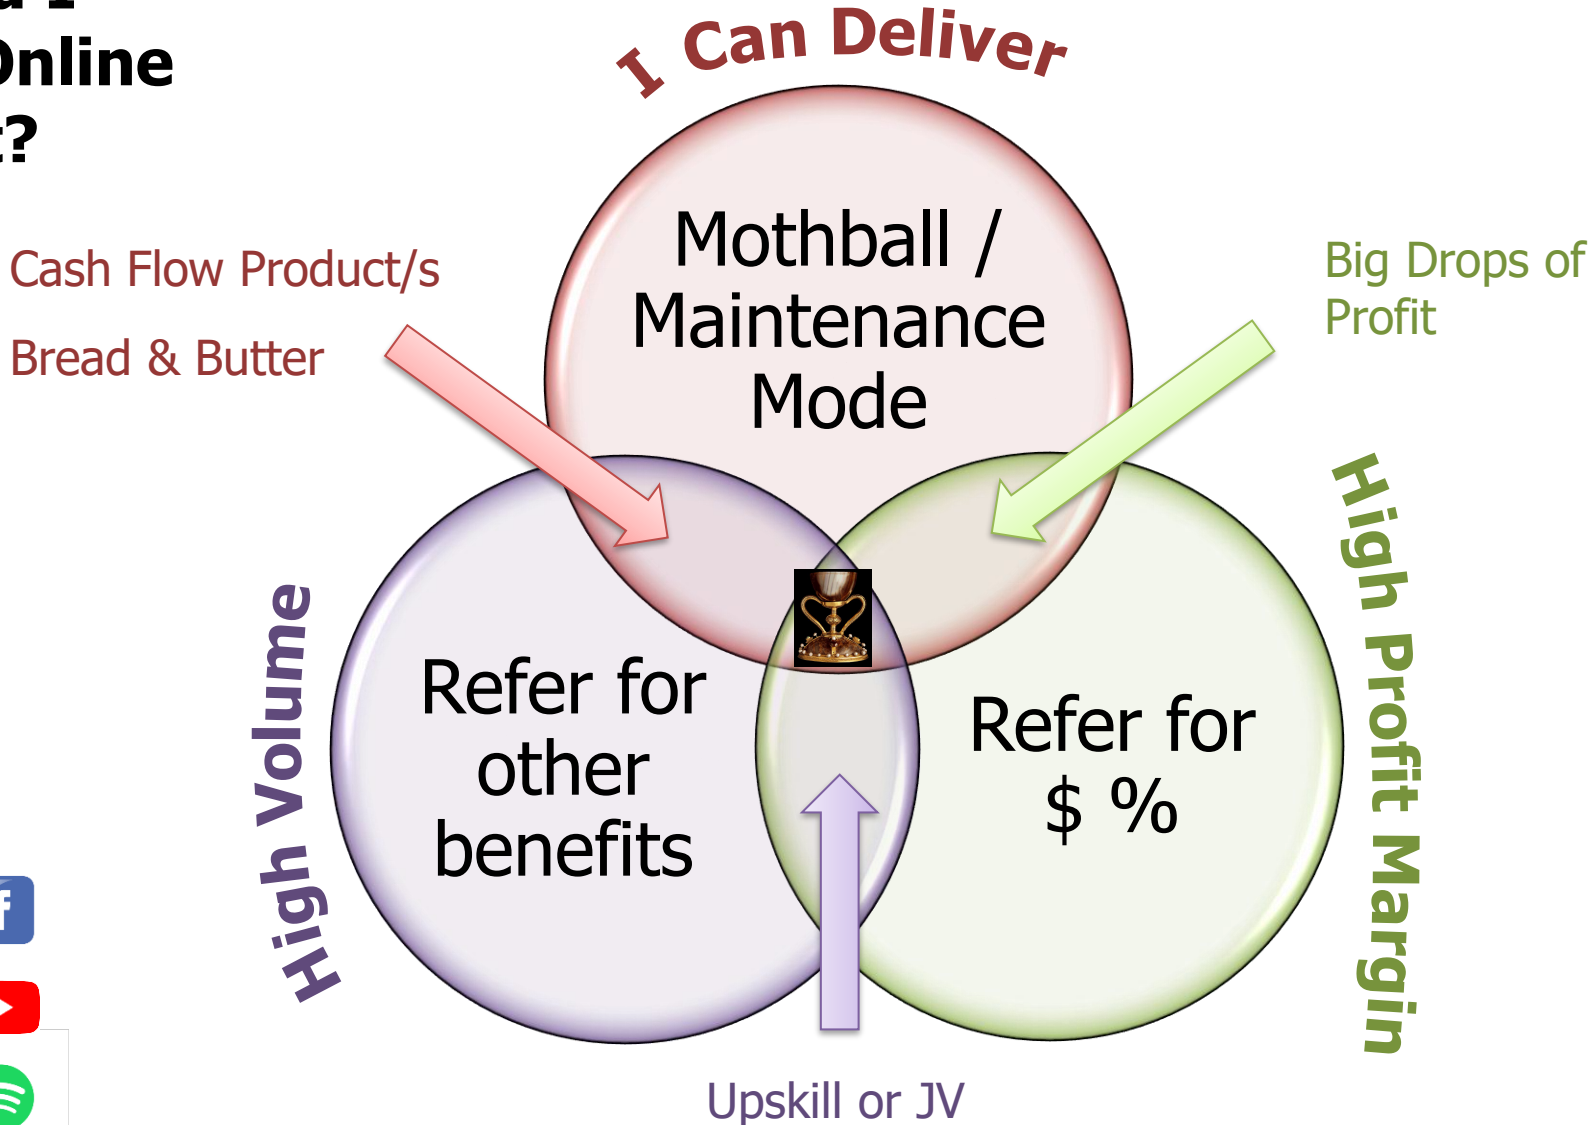 Online
I Can Deliver
Cash Flow Product/s
Bread & Butter
Big Drops of
Profit
Mothball /
Maintenance
Mode
High Volume
High Profit Margin
Refer for
other
benefits
Refer for
$ %
Upskill or JV